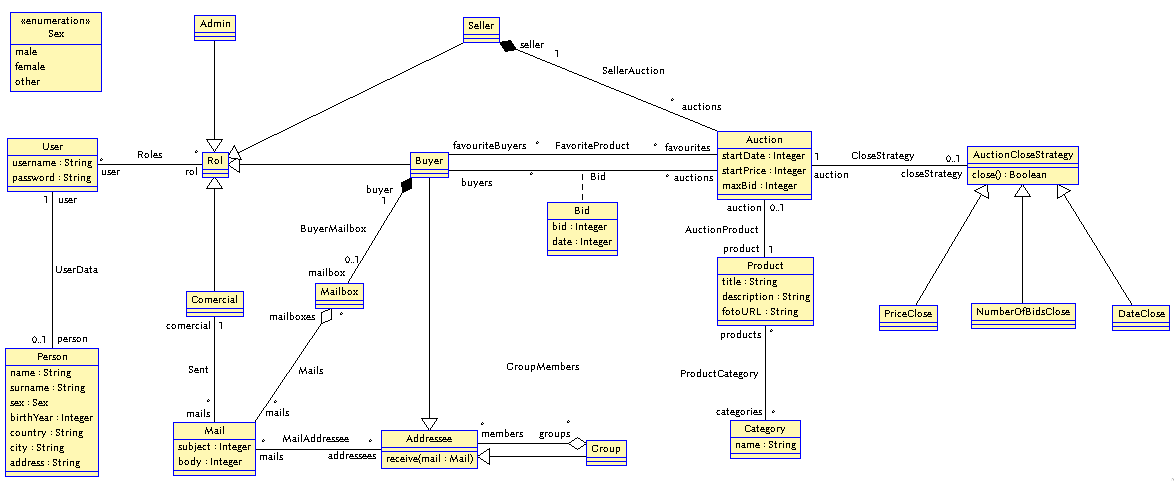 «enumeration»
Sex
male
female
other
Admin
Seller
seller
1
SellerAuction
* auctions
User
username : String
password : String
*
user
Roles
*
rol
Rol
Buyer
favouriteBuyers * FavoriteProduct * favourites
buyers * Bid * auctions
Auction
startDate : Integer
startPrice : Integer
maxBid : Integer
1
auction
CloseStrategy
0..1
closeStrategy
AuctionCloseStrategy
close() : Boolean
1 user
buyer
1
Bid
bid : Integer
date : Integer
auction 0..1
AuctionProduct
product 1
BuyerMailbox
UserData
0..1
mailbox
Product
title : String
description : String
fotoURL : String
Comercial
Mailbox
PriceClose
NumberOfBidsClose
DateClose
comercial 1
mailboxes *
products *
0..1 person
Person
name : String
surname : String
sex : Sex
birthYear : Integer
country : String
city : String
address : String
Sent
Mails
GroupMembers
ProductCategory
*
mails
*
mails
categories *
Mail
subject : Integer
body : Integer
* MailAddressee *
mails addressees
Addressee
receive(mail : Mail)
*
members
*
groups
Group
Category
name : String